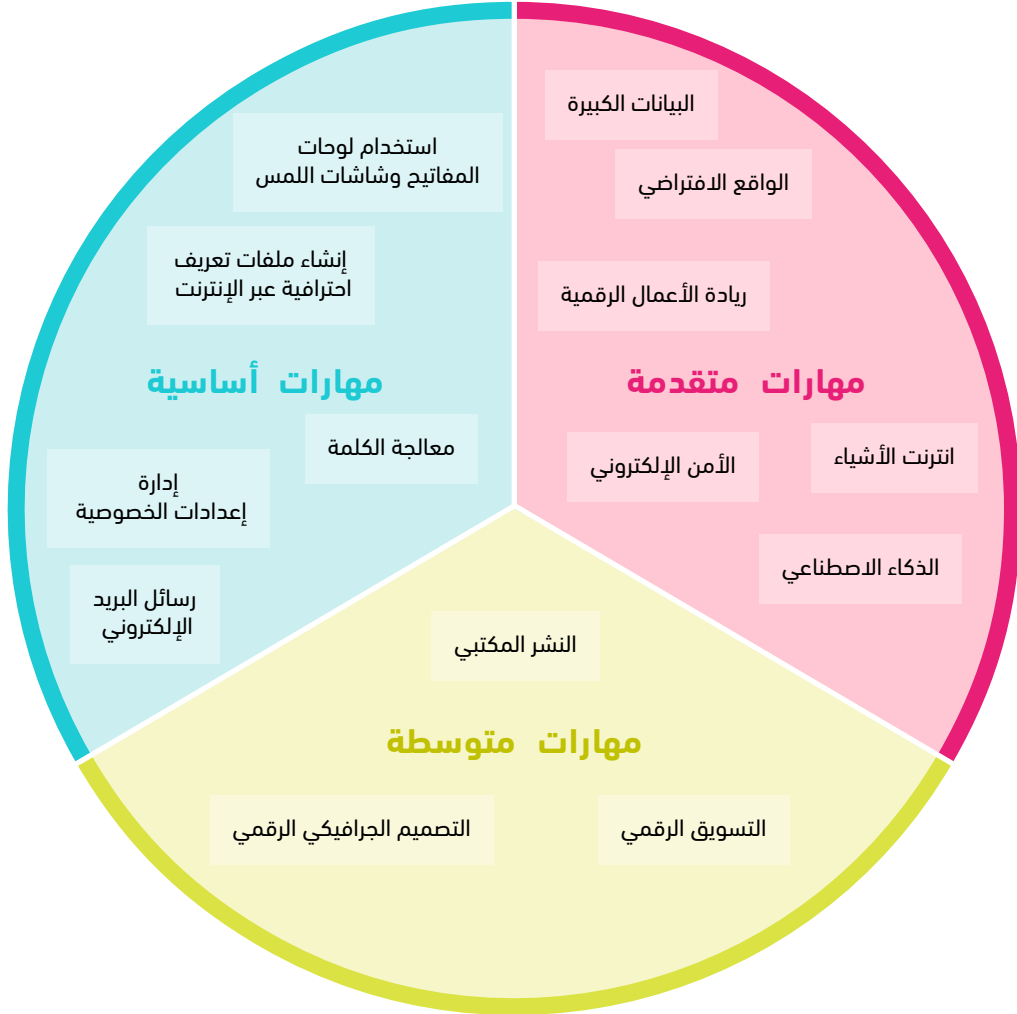 البيانات الكبيرة
الواقع الافتراضي
ريادة الأعمال الرقمية
مهارات متقدمة
انترنت الأشياء
الأمن الإلكتروني
الذكاء الاصطناعي
استخدام لوحات
المفاتيح وشاشات اللمس
إنشاء ملفات تعريف
احترافية عبر الإنترنت
مهارات أساسية
معالجة الكلمة
إدارة
إعدادات الخصوصية
رسائل البريد
الإلكتروني
النشر المكتبي
مهارات متوسطة
التسويق الرقمي
التصميم الجرافيكي الرقمي